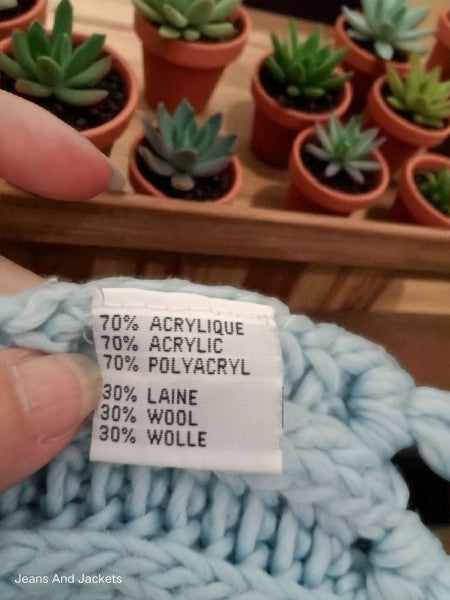 70% ACRYLIQUE
70% ACRYLIC
70% POLYACRYL
30% LAINE
30% WOOL
30% WOLLE
Jeans And Jackets